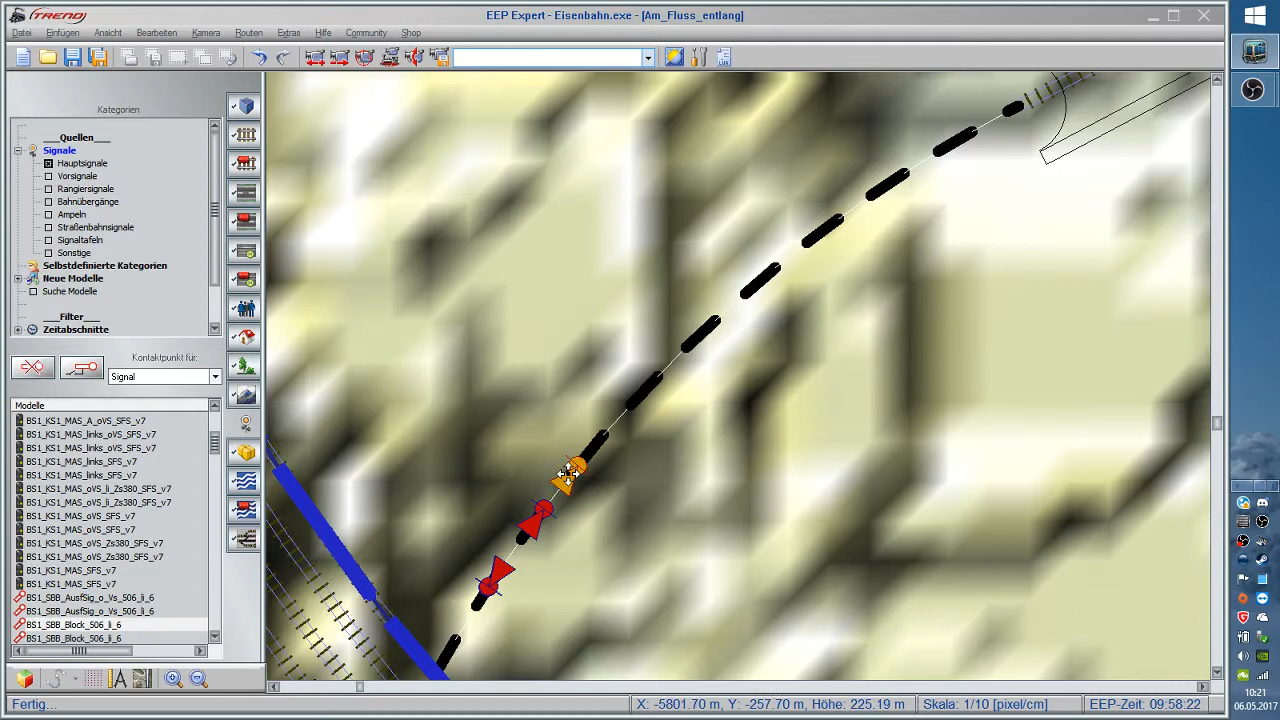 TREND
EEP Expert - Eisenbahn.exe - [Am_Fluss_entlang]
Datei Einfügen Ansicht Bearbeiten Kamera Routen Extras Hilfe Community Shop
Kategorien
___Quellen___
Signale
Hauptsignale
Vorsignale
Rangiersignale
Bahnübergänge
Ampeln
Straßenbahnsignale
Signaltafeln
Sonstige
Selbstdefinierte Kategorien
Neue Modelle
Suche Modelle
___Filter___
Zeitabschnitte
Kontaktpunkt für:
Signal
Modelle
BS1_KS1_MAS_A_oVS_SFS_v7
BS1_KS1_MAS_links_oVS_SFS_v7
BS1_KS1_MAS_links_oVS_SFS_v7
BS1_KS1_MAS_links_SFS_v7
BS1_KS1_MAS_links_SFS_v7
BS1_KS1_MAS_oVS_li_Zs380_SFS_v7
BS1_KS1_MAS_oVS_li_Zs380_SFS_v7
BS1_KS1_MAS_oVS_SFS_v7
BS1_KS1_MAS_oVS_SFS_v7
BS1_KS1_MAS_oVS_Zs380_SFS_v7
BS1_KS1_MAS_oVS_Zs380_SFS_v7
BS1_KS1_MAS_SFS_v7
BS1_KS1_MAS_SFS_v7
BS1_SBB_AusfSig_o_Vs_506_li_6
BS1_SBB_AusfSig_o_Vs_506_li_6
BS1_SBB_Block_506_li_6
BS1_SBB_Block_506_li_6
Fertig...
X: -5801.70 m, Y: -257.70 m, Höhe: 225.19 m
Skala: 1/10 [pixel/cm]
EEP-Zeit: 09:58:22
10:21
06.05.2017